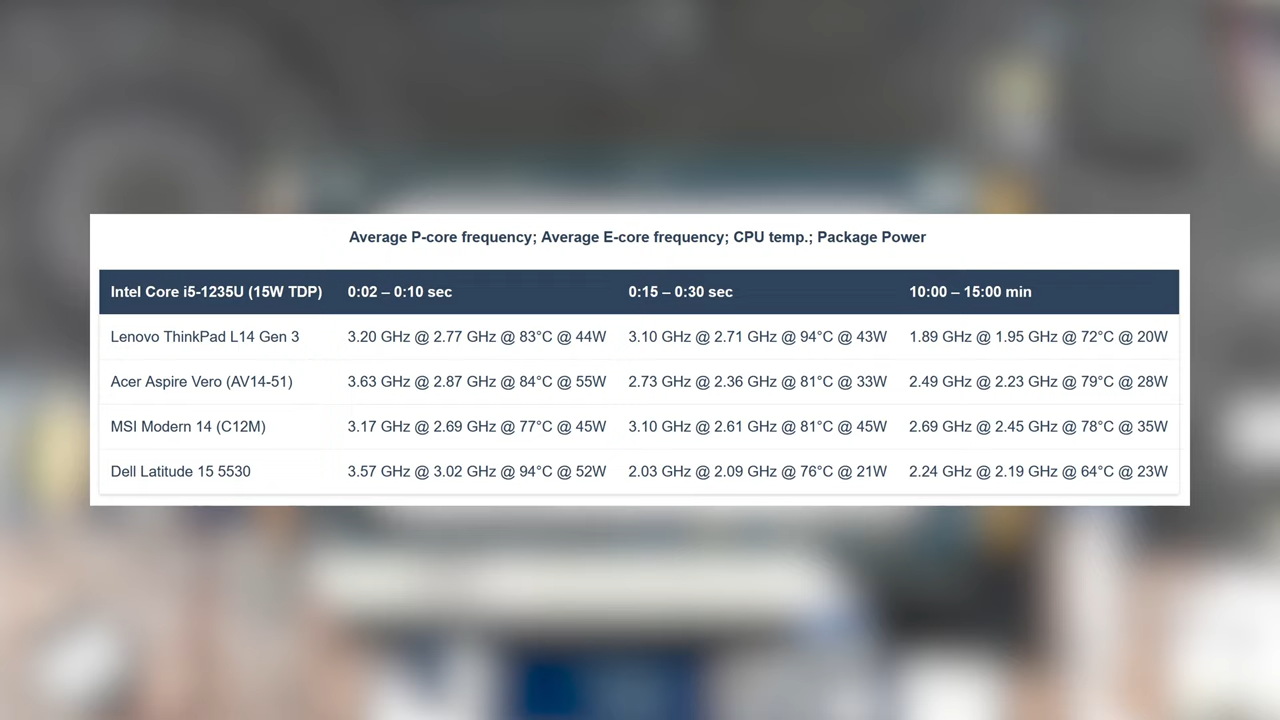 Average P-core frequency; Average E-core frequency; CPU temp.; Package Power
Intel Core i5-1235U (15W TDP) 0:02 – 0:10 sec 0:15 – 0:30 sec 10:00 – 15:00 min
Lenovo ThinkPad L14 Gen 3 3.20 GHz @ 2.77 GHz @ 83°C @ 44W 3.10 GHz @ 2.71 GHz @ 94°C @ 43W 1.89 GHz @ 1.95 GHz @ 72°C @ 20W
Acer Aspire Vero (AV14-51) 3.63 GHz @ 2.87 GHz @ 84°C @ 55W 2.73 GHz @ 2.36 GHz @ 81°C @ 33W 2.49 GHz @ 2.23 GHz @ 79°C @ 28W
MSI Modern 14 (C12M) 3.17 GHz @ 2.69 GHz @ 77°C @ 45W 3.10 GHz @ 2.61 GHz @ 81°C @ 45W 2.69 GHz @ 2.45 GHz @ 78°C @ 35W
Dell Latitude 15 5530 3.57 GHz @ 3.02 GHz @ 94°C @ 52W 2.03 GHz @ 2.09 GHz @ 76°C @ 21W 2.24 GHz @ 2.19 GHz @ 64°C @ 23W